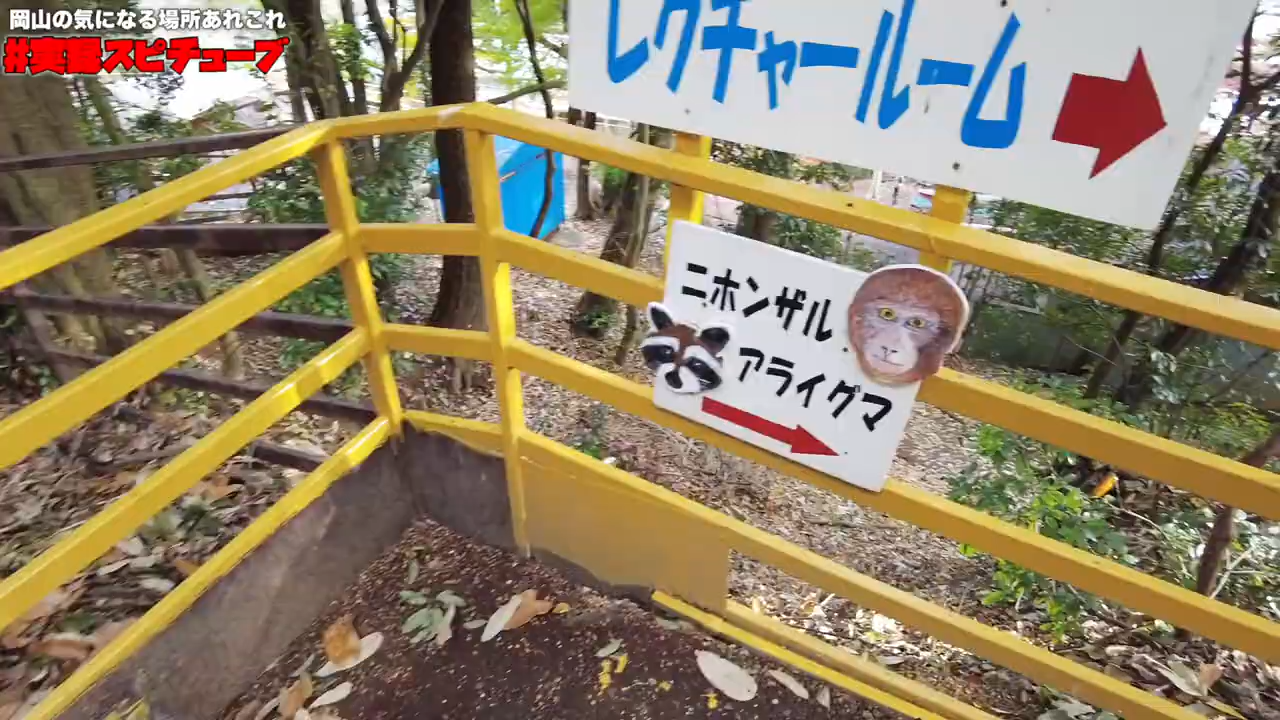 岡山の気になる場所あれこれ
#実録スピチューブ
レクチャールーム
ニホンザル
アライグマ